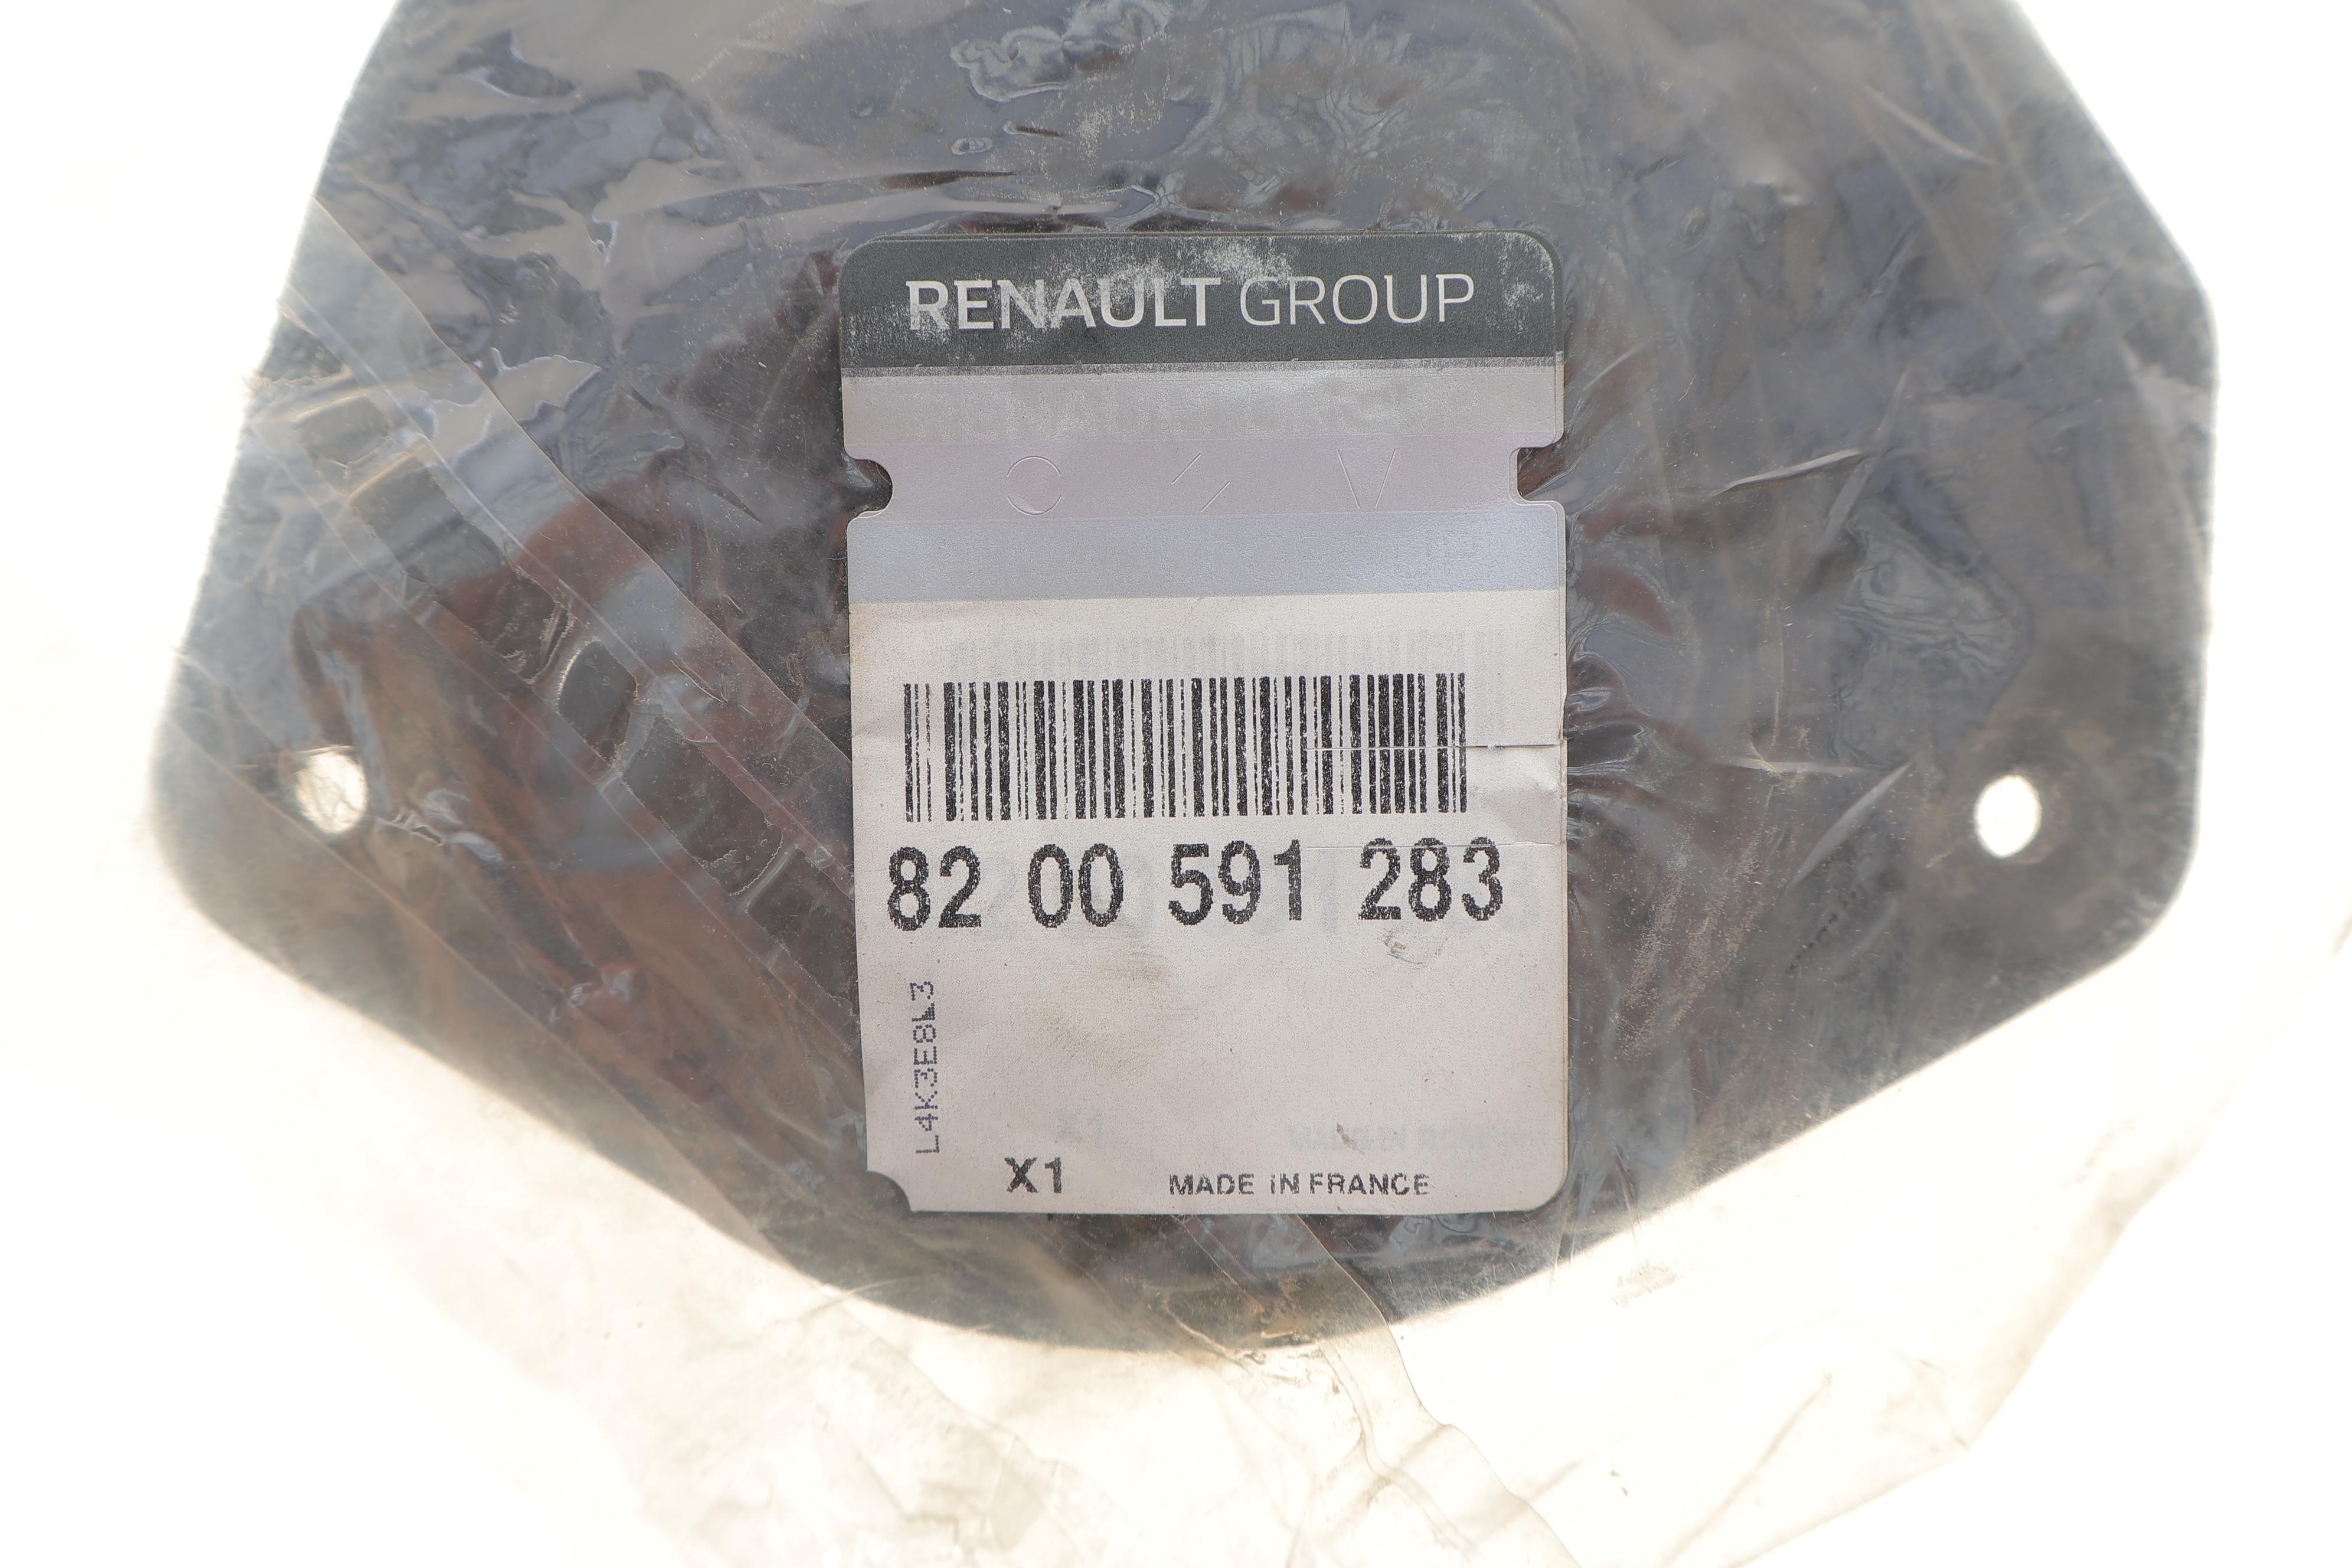 RENAULT GROUP
82 00 591 283
L4K3E8L3
X1
MADE IN FRANCE